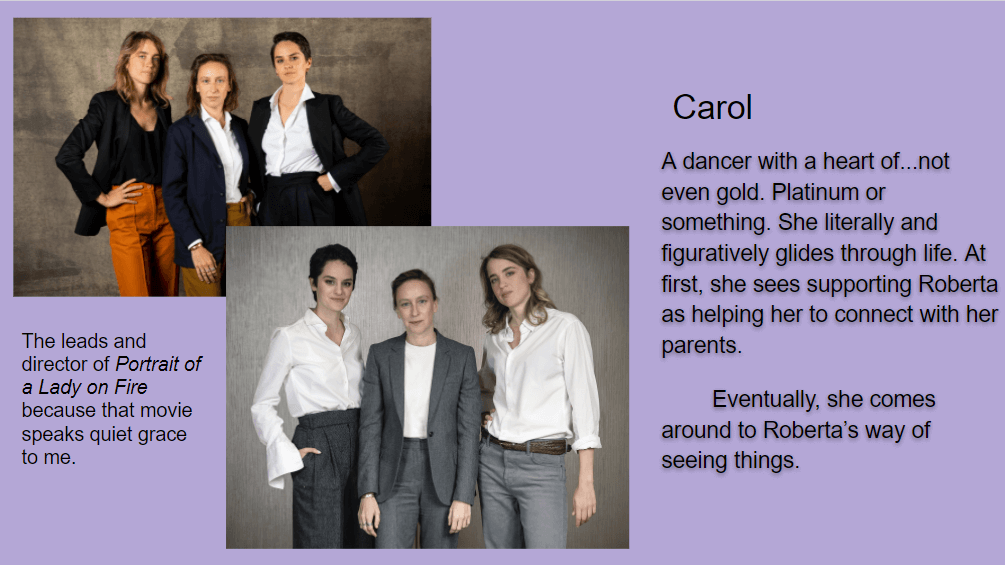 Carol
A dancer with a heart of...not
even gold. Platinum or
something. She literally and
figuratively glides through life. At
first, she sees supporting Roberta
as helping her to connect with her
parents.
Eventually, she comes
around to Roberta’s way of
seeing things.
The leads and
director of Portrait of
a Lady on Fire
because that movie
speaks quiet grace
to me.